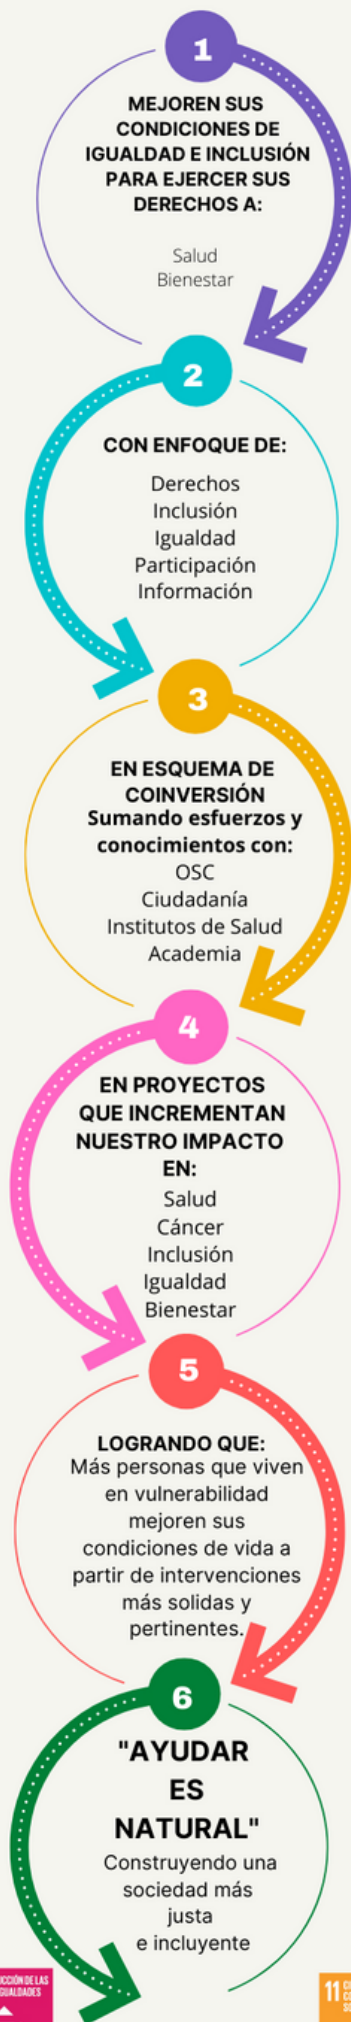 1
MEJOREN SUS
CONDICIONES DE
IGUALDAD E INCLUSIÓN
PARA EJERCER SUS
DERECHOS A:
Salud
Bienestar
2
CON ENFOQUE DE:
Derechos
Inclusión
Igualdad
Participación
Información
3
EN ESQUEMA DE
COINVERSIÓN
Sumando esfuerzos y
conocimientos con:
OSC
Ciudadanía
Institutos de Salud
Academia
4
EN PROYECTOS
QUE INCREMENTAN
NUESTRO IMPACTO
EN:
Salud
Cáncer
Inclusión
Igualdad
Bienestar
5
LOGRANDO QUE:
Más personas que viven
en vulnerabilidad
mejoren sus
condiciones de vida a
partir de intervenciones
más solidas y
pertinentes.
6
"AYUDAR
ES
NATURAL"
Construyendo una
sociedad más
justa
e incluyente
DE LAS
11